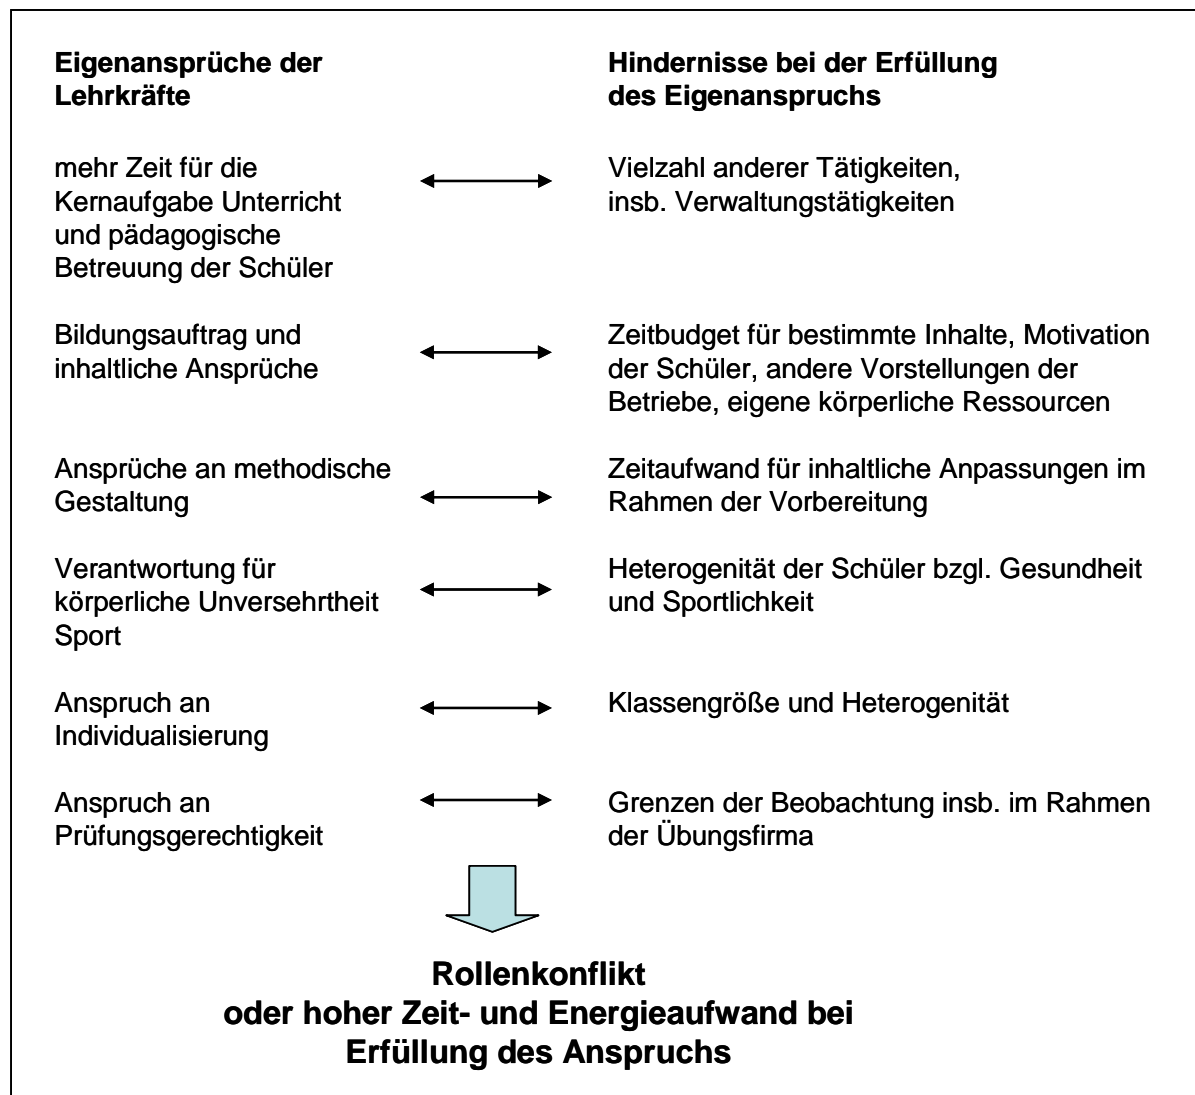 Eigenansprüche der
Lehrkräfte
Hindernisse bei der Erfüllung
des Eigenanspruchs
mehr Zeit für die
Kernaufgabe Unterricht
und pädagogische
Betreuung der Schüler
Vielzahl anderer Tätigkeiten,
insb. Verwaltungstätigkeiten
Bildungsauftrag und
inhaltliche Ansprüche
Zeitbudget für bestimmte Inhalte, Motivation
der Schüler, andere Vorstellungen der
Betriebe, eigene körperliche Ressourcen
Ansprüche an methodische
Gestaltung
Zeitaufwand für inhaltliche Anpassungen im
Rahmen der Vorbereitung
Verantwortung für
körperliche Unversehrtheit
Sport
Heterogenität der Schüler bzgl. Gesundheit
und Sportlichkeit
Anspruch an
Individualisierung
Klassengröße und Heterogenität
Anspruch an
Prüfungsgerechtigkeit
Grenzen der Beobachtung insb. im Rahmen
der Übungsfirma
Rollenkonflikt
oder hoher Zeit- und Energieaufwand bei
Erfüllung des Anspruchs